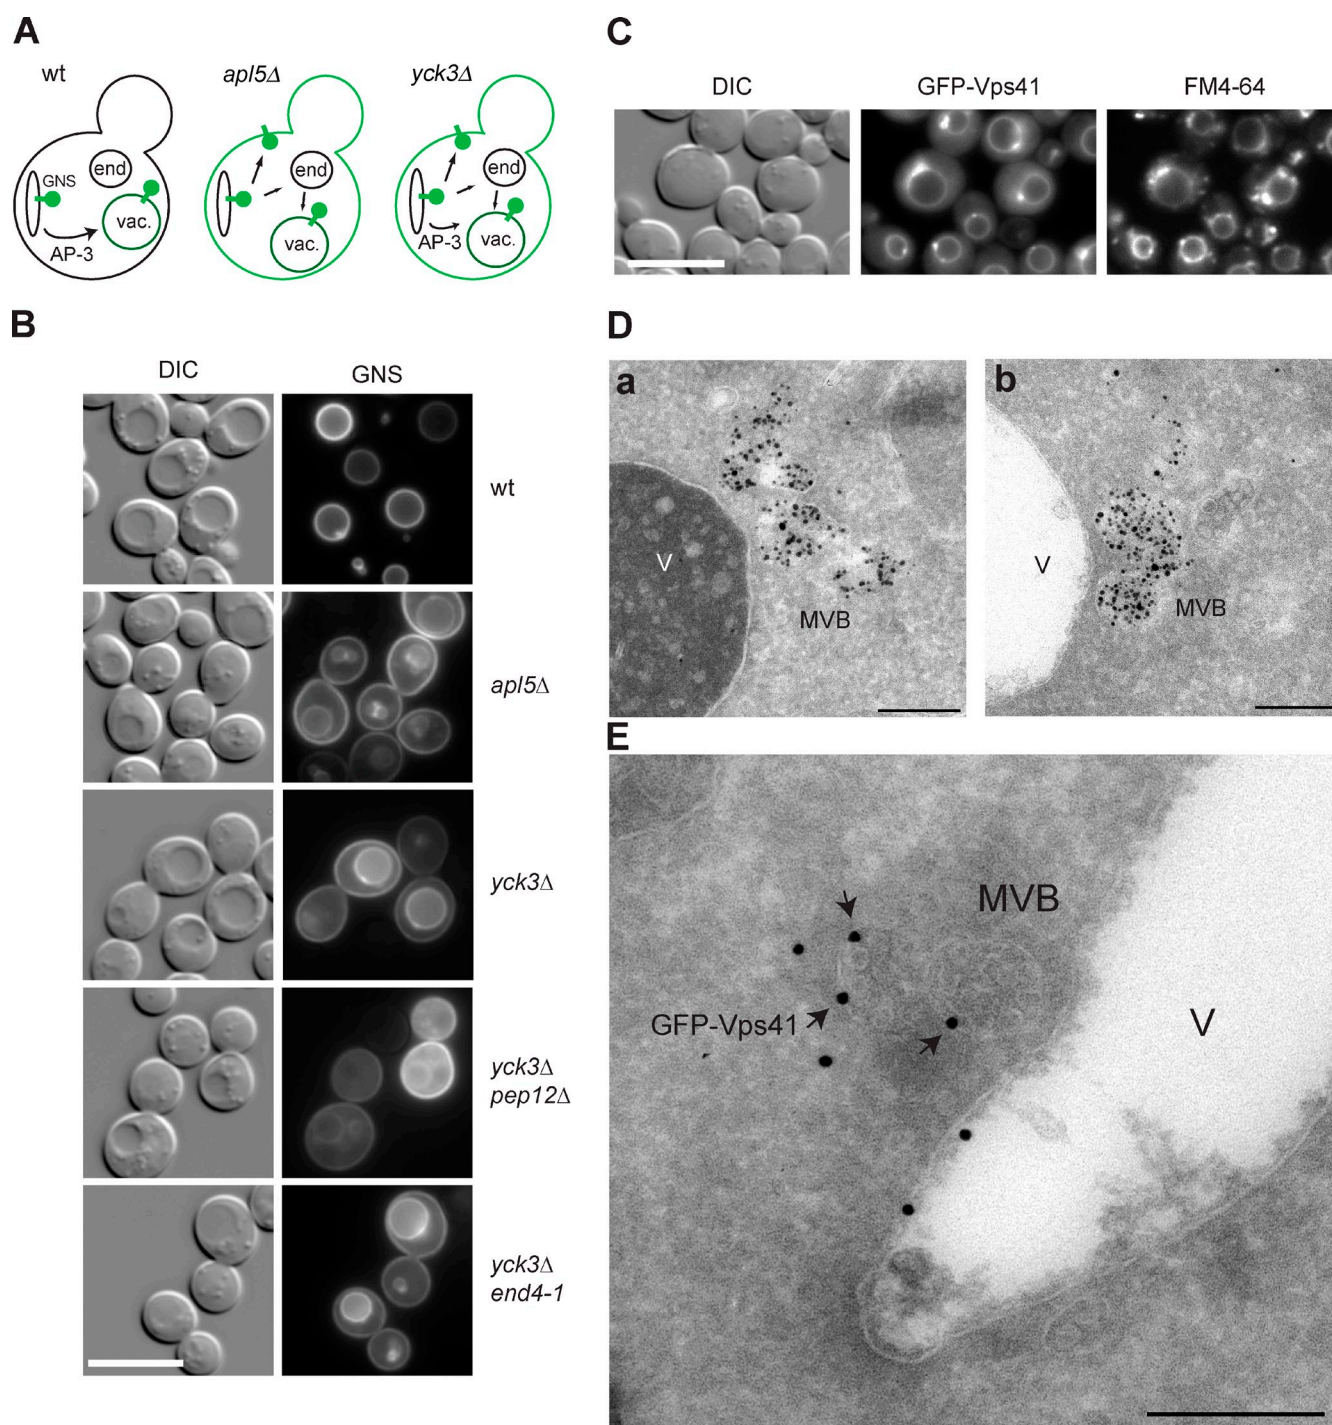 A
wt
apl5Δ
yck3Δ
GNS
end
vac.
AP-3
end
vac.
end
AP-3
vac.
B
DIC
GNS
wt
apl5Δ
yck3Δ
yck3Δ
pep12Δ
yck3Δ
end4-1
C
DIC
GFP-Vps41
FM4-64
D
a
V
MVB
b
V
MVB
E
MVB
GFP-Vps41
V